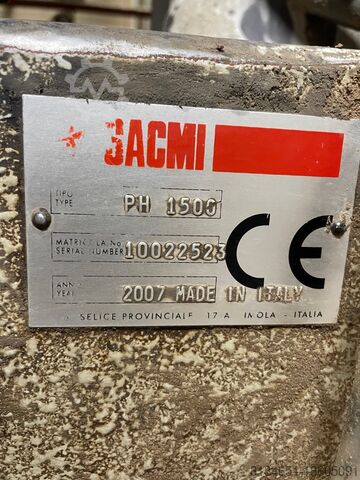 SACMI
TIPO
TYPE
PH 1500
MATRICOLA No
SERIAL NUMBER
10022523
ANNO
YEAR
2007 MADE IN ITALY
SELICE PROVINCIALE 17 A IMOLA - ITALIA